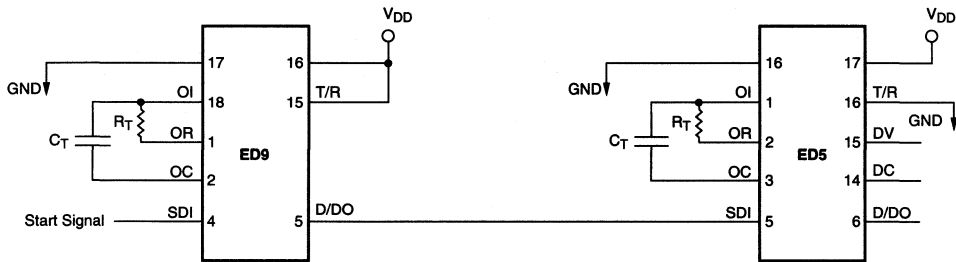 VDD
VDD
17
16
16
17
GND
OI
T/R
GND
OI
T/R
18
15
1
16
RT
OR
RT
OR
GND
DV
CT
1
ED9
CT
2
ED5
15
OC
OC
DC
2
3
14
SDI
D/DO
SDI
D/DO
Start Signal
4
5
5
6